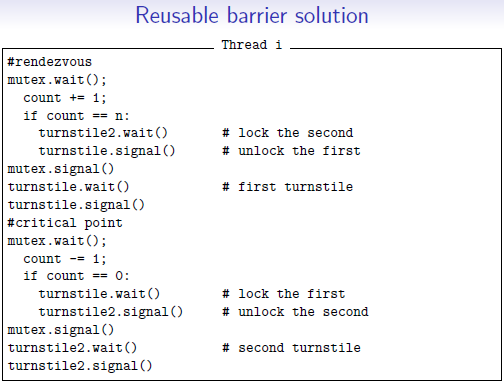 Reusable barrier solution
Thread i
#rendezvous
mutex.wait();
  count += 1;
  if count == n:
    turnstile2.wait()       # lock the second
    turnstile.signal()      # unlock the first
mutex.signal()
turnstile.wait()            # first turnstile
turnstile.signal()
#critical point
mutex.wait();
  count -= 1;
  if count == 0:
    turnstile.wait()        # lock the first
    turnstile2.signal()     # unlock the second
mutex.signal()
turnstile2.wait()           # second turnstile
turnstile2.signal()